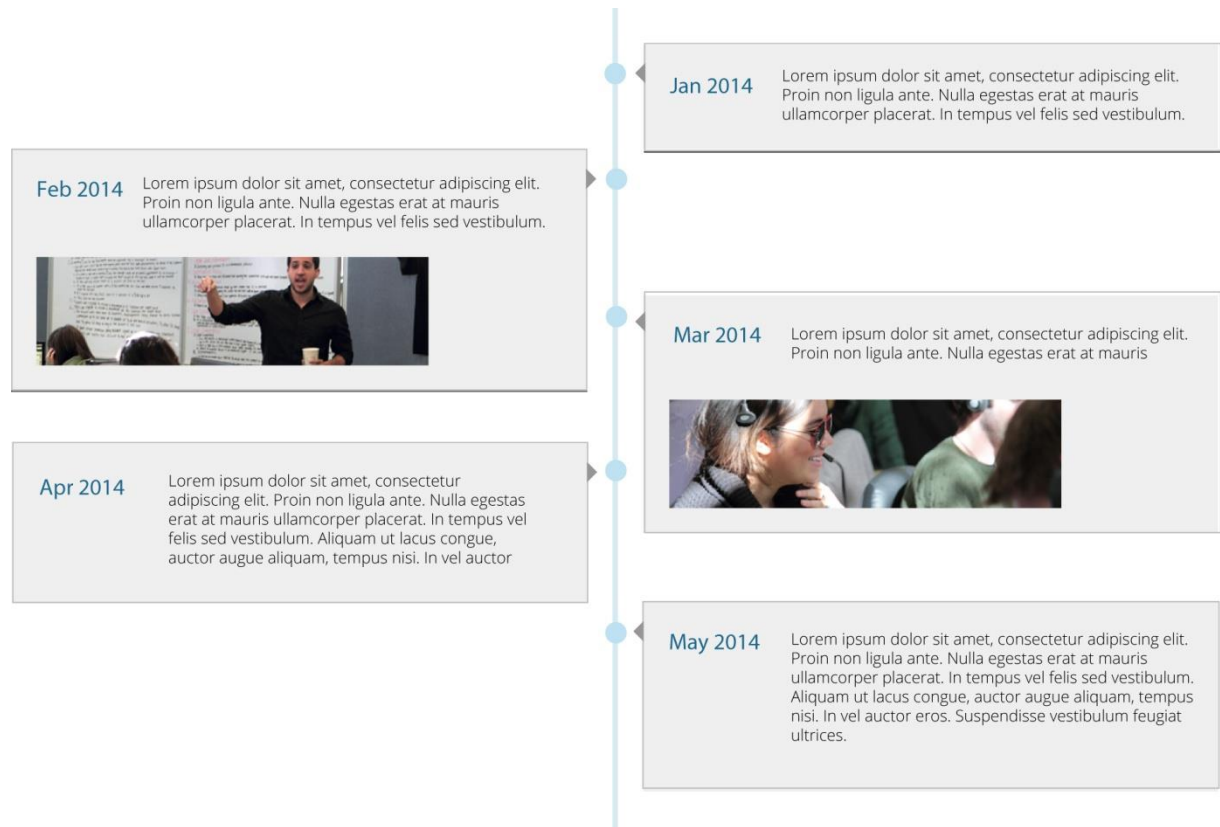 Jan 2014
Lorem ipsum dolor sit amet, consectetur adipiscing elit.
Proin non ligula ante. Nulla egestas erat at mauris
ullamcorper placerat. In tempus vel felis sed vestibulum.
Feb 2014
Lorem ipsum dolor sit amet, consectetur adipiscing elit.
Proin non ligula ante. Nulla egestas erat at mauris
ullamcorper placerat. In tempus vel felis sed vestibulum.
Mar 2014
Lorem ipsum dolor sit amet, consectetur adipiscing elit.
Proin non ligula ante. Nulla egestas erat at mauris
Apr 2014
Lorem ipsum dolor sit amet, consectetur
adipiscing elit. Proin non ligula ante. Nulla egestas
erat at mauris ullamcorper placerat. In tempus vel
felis sed vestibulum. Aliquam ut lacus congue,
auctor augue aliquam, tempus nisi. In vel auctor
May 2014
Lorem ipsum dolor sit amet, consectetur adipiscing elit.
Proin non ligula ante. Nulla egestas erat at mauris
ullamcorper placerat. In tempus vel felis sed vestibulum.
Aliquam ut lacus congue, auctor augue aliquam, tempus
nisi. In vel auctor eros. Suspendisse vestibulum feugiat
ultrices.